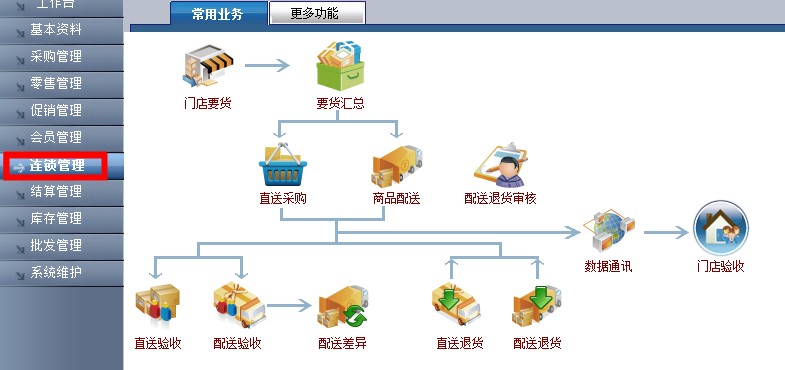 工作台
基本资料
采购管理
零售管理
促销管理
会员管理
连锁管理
结算管理
库存管理
批发管理
系统维护
常用业务 更多功能
门店要货 要货汇总
直送采购 商品配送 配送退货审核
数据通讯 门店验收
直送验收 配送验收 配送差异 直送退货 配送退货